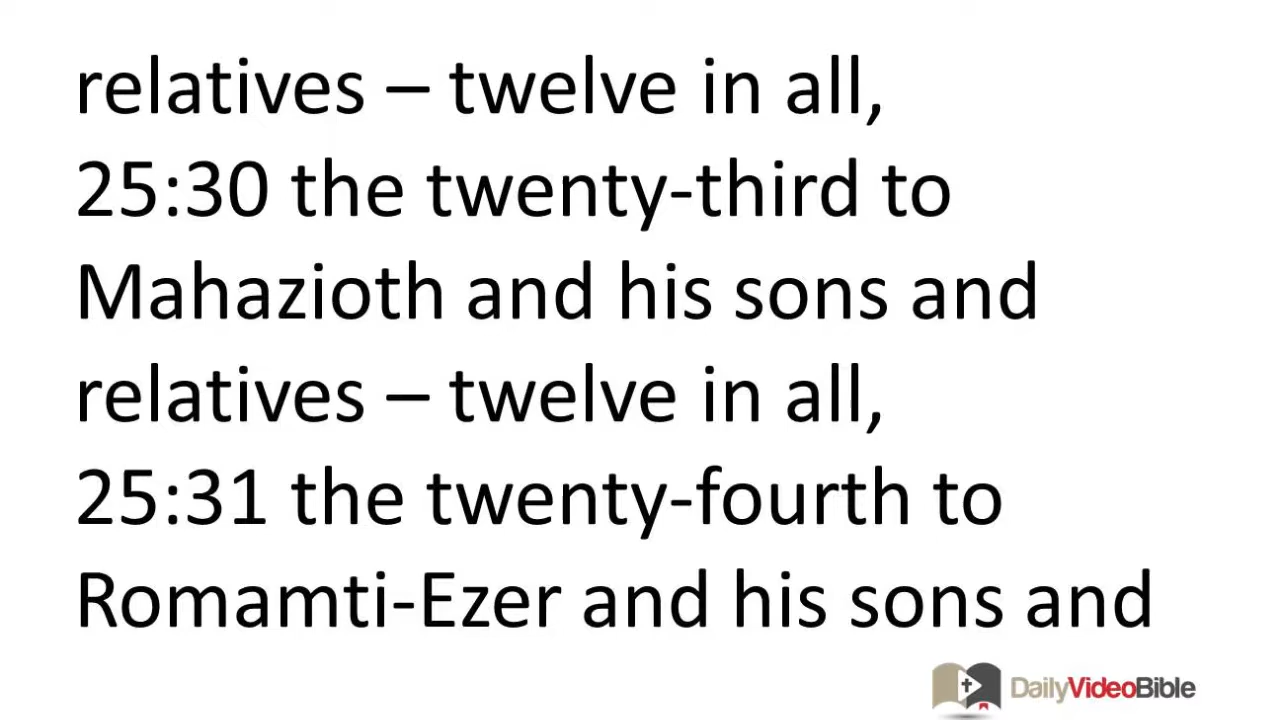 relatives – twelve in all,
25:30 the twenty-third to
Mahazioth and his sons and
relatives – twelve in all,
25:31 the twenty-fourth to
Romamti-Ezer and his sons and
DailyVideoBible